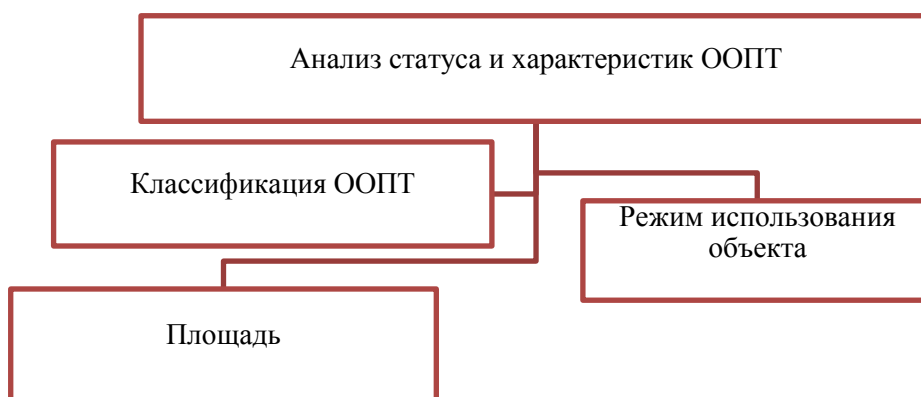 Анализ статуса и характеристик ООПТ
Классификация ООПТ
Режим использования
объекта
Площадь